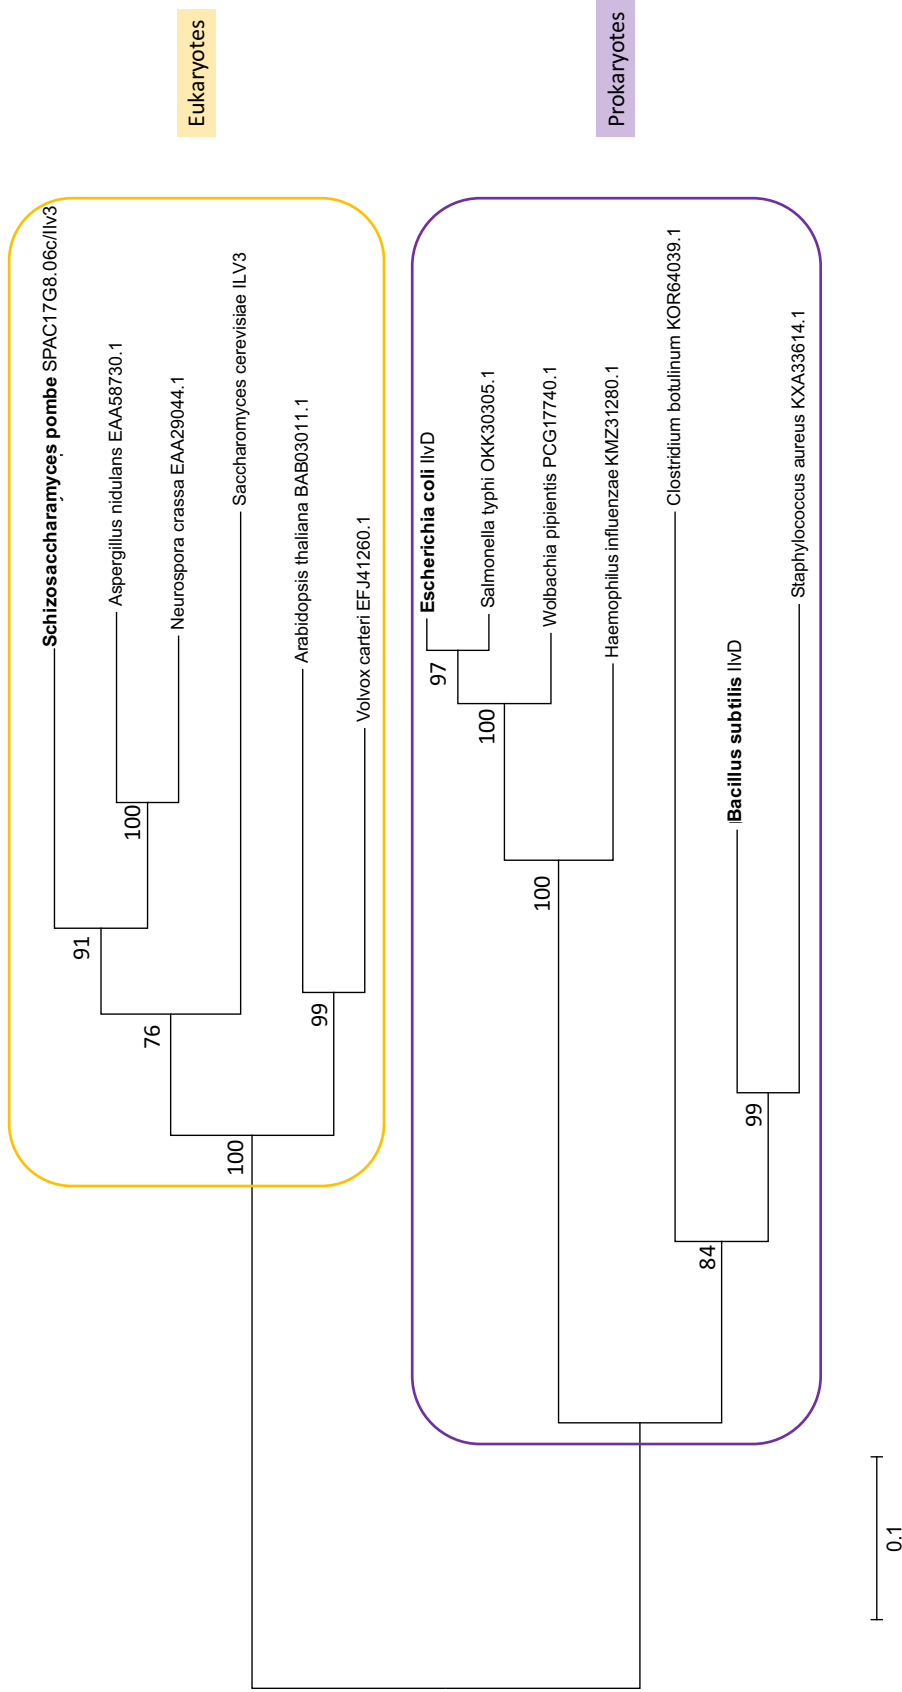 Eukaryotes
Schizosaccharamyces pombe SPAC17G8.06c/Ilv3
Aspergillus nidulans EAA58730.1
Neurospora crassa EAA29044.1
Saccharomyces cerevisiae ILV3
Arabidopsis thaliana BAB03011.1
Volvox carteri EFJ41260.1
91
100
76
99
100
Prokaryotes
Escherichia coli IlvD
Salmonella typhi OKK30305.1
Wolbachia pipientis PCG17740.1
Haemophilus influenzae KMZ31280.1
Clostridium botulinum KOR64039.1
Bacillus subtilis IlvD
Staphylococcus aureus KXA33614.1
97
100
100
99
84
0.1